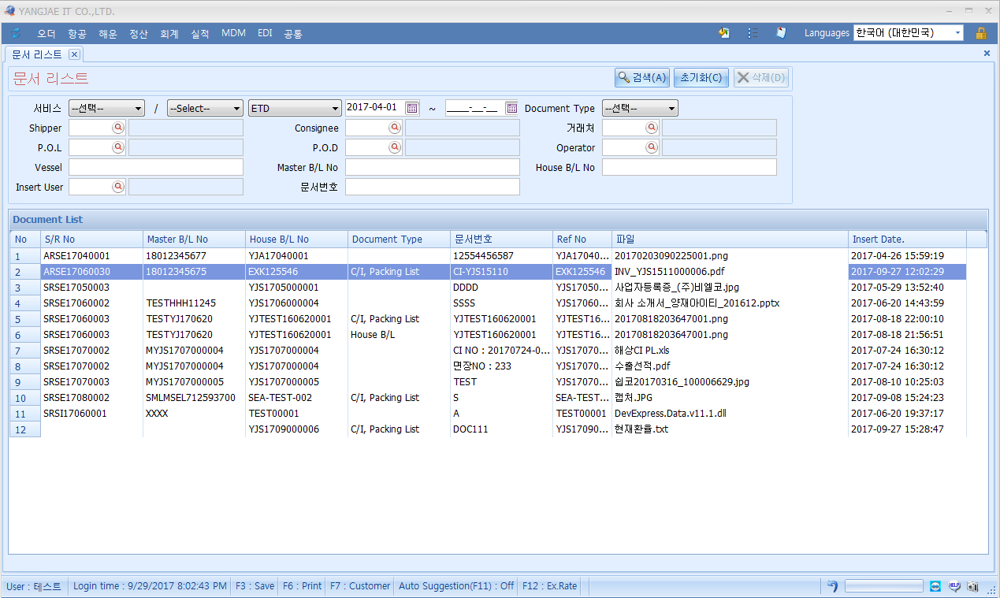 YANGJAE IT CO.,LTD.
오더 항공 해운 정산 회계 실적 MDM EDI 공통 Languages 한국어 (대한민국)
문서 리스트
문서 리스트 검색(A) 초기화(C) 삭제(D)
서비스 --선택-- / --Select-- ETD 2017-04-01 ~ ____-__-__ Document Type --선택--
Shipper Consignee 거래처
P.O.L P.O.D Operator
Vessel Master B/L No House B/L No
Insert User 문서번호
Document List
No S/R No Master B/L No House B/L No Document Type 문서번호 Ref No 파일 Insert Date.
1 ARSE17040001 18012345677 YJA17040001 12554456587 YJA17040... 20170203090225001.png 2017-04-26 15:59:19
2 ARSE17060030 18012345675 EXK125546 C/I, Packing List CI-YJS15110 EXK125546 INV_YJS1511000006.pdf 2017-09-27 12:02:29
3 SRSE17050003 YJS1705000001 DDDD YJS17050... 사업자등록증_(주)비엘코.jpg 2017-05-29 13:52:40
4 SRSE17060002 TESTHHH11245 YJS1706000004 SSSS YJS17060... 회사 소개서_양재아이티_201612.pptx 2017-06-20 14:43:59
5 SRSE17060003 TESTYJ170620 YJTEST160620001 C/I, Packing List YJTEST160620001 YJTEST16... 20170818203647001.png 2017-08-18 22:00:10
6 SRSE17060003 TESTYJ170620 YJTEST160620001 House B/L YJTEST160620001 YJTEST16... 20170818203647001.png 2017-08-18 21:56:51
7 SRSE17070002 MYJS1707000004 YJS1707000004 CI NO : 20170724-0... YJS17070... 해상CI PL.xls 2017-07-24 16:30:12
8 SRSE17070002 MYJS1707000004 YJS1707000004 면장NO : 233 YJS17070... 수출선적.pdf 2017-07-24 16:30:12
9 SRSE17070003 MYJS1707000005 YJS1707000005 TEST YJS17070... 쉽코20170316_100006629.jpg 2017-08-10 10:25:03
10 SRSE17080002 SMLMSEL712593700 SEA-TEST-002 C/I, Packing List S SEA-TEST... 캡처.JPG 2017-09-08 15:24:23
11 SRSI17060001 XXXX TEST00001 A TEST00001 DevExpress.Data.v11.1.dll 2017-06-20 19:37:17
12 YJS1709000006 C/I, Packing List DOC111 YJS17090... 현재환율.txt 2017-09-27 15:28:47
User : 테스트 Login time : 9/29/2017 8:02:43 PM F3 : Save F6 : Print F7 : Customer Auto Suggestion(F11) : Off F12 : Ex.Rate HELP